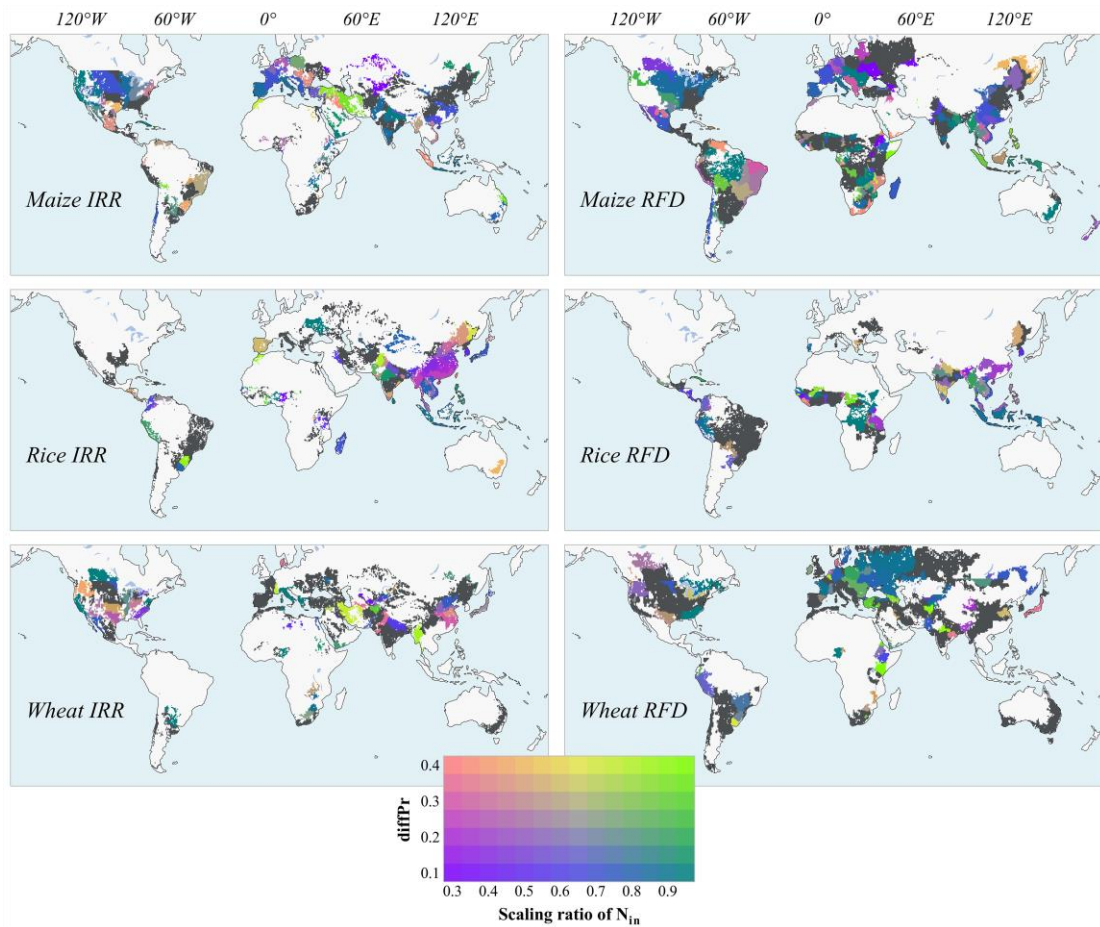 120°W 60°W 0° 60°E 120°E 120°W 60°W 0° 60°E 120°E
Maize IRR
Maize RFD
Rice IRR
Rice RFD
Wheat IRR
Wheat RFD
0.4
0.3
0.2
0.1
diffPr
0.3 0.4 0.5 0.6 0.7 0.8 0.9
Scaling ratio of N_in